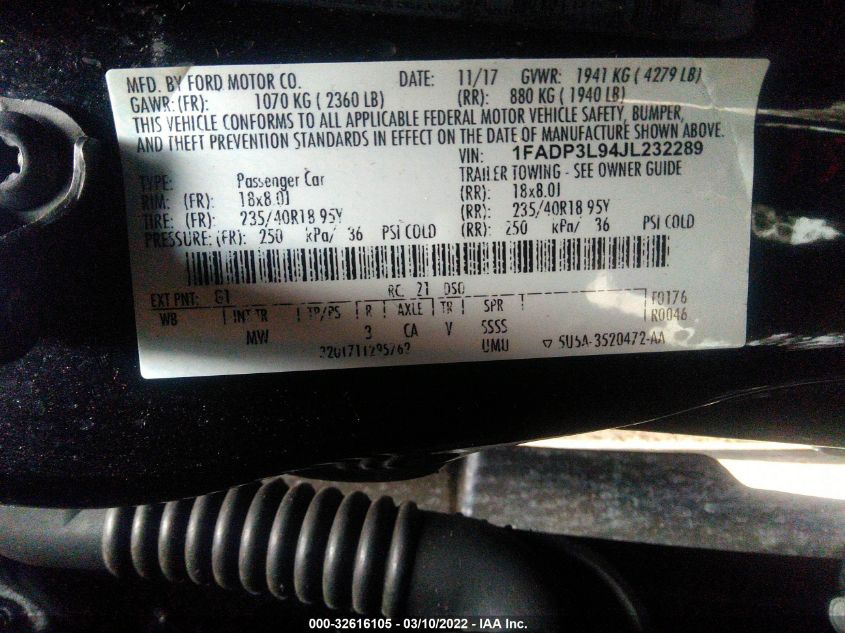 MFD. BY FORD MOTOR CO. DATE: 11/17 GVWR: 1941 KG ( 4279 LB)
GAWR: (FR): 1070 KG ( 2360 LB) (RR): 880 KG ( 1940 LB)
THIS VEHICLE CONFORMS TO ALL APPLICABLE FEDERAL MOTOR VEHICLE SAFETY, BUMPER,
AND THEFT PREVENTION STANDARDS IN EFFECT ON THE DATE OF MANUFACTURE SHOWN ABOVE.
VIN: 1FADP3L94JL232289
TYPE: Passenger Car TRAILER TOWING - SEE OWNER GUIDE
RIM: (FR): 18x8.0J (RR): 18x8.0J
TIRE: (FR): 235/40R18 95Y (RR): 235/40R18 95Y
PRESSURE: (FR): 250 kPa/ 36 PSI COLD (RR): 250 kPa/ 36 PSI COLD
EXT PNT: G1 RC: 21 DSO F0176
WB INT TR TP/PS R AXLE TR SPR R0046
MW 3 CA V SSSS
UMU ▽ 5U5A-3520472-AA
000-32616105 — 03/10/2022 — IAA Inc.